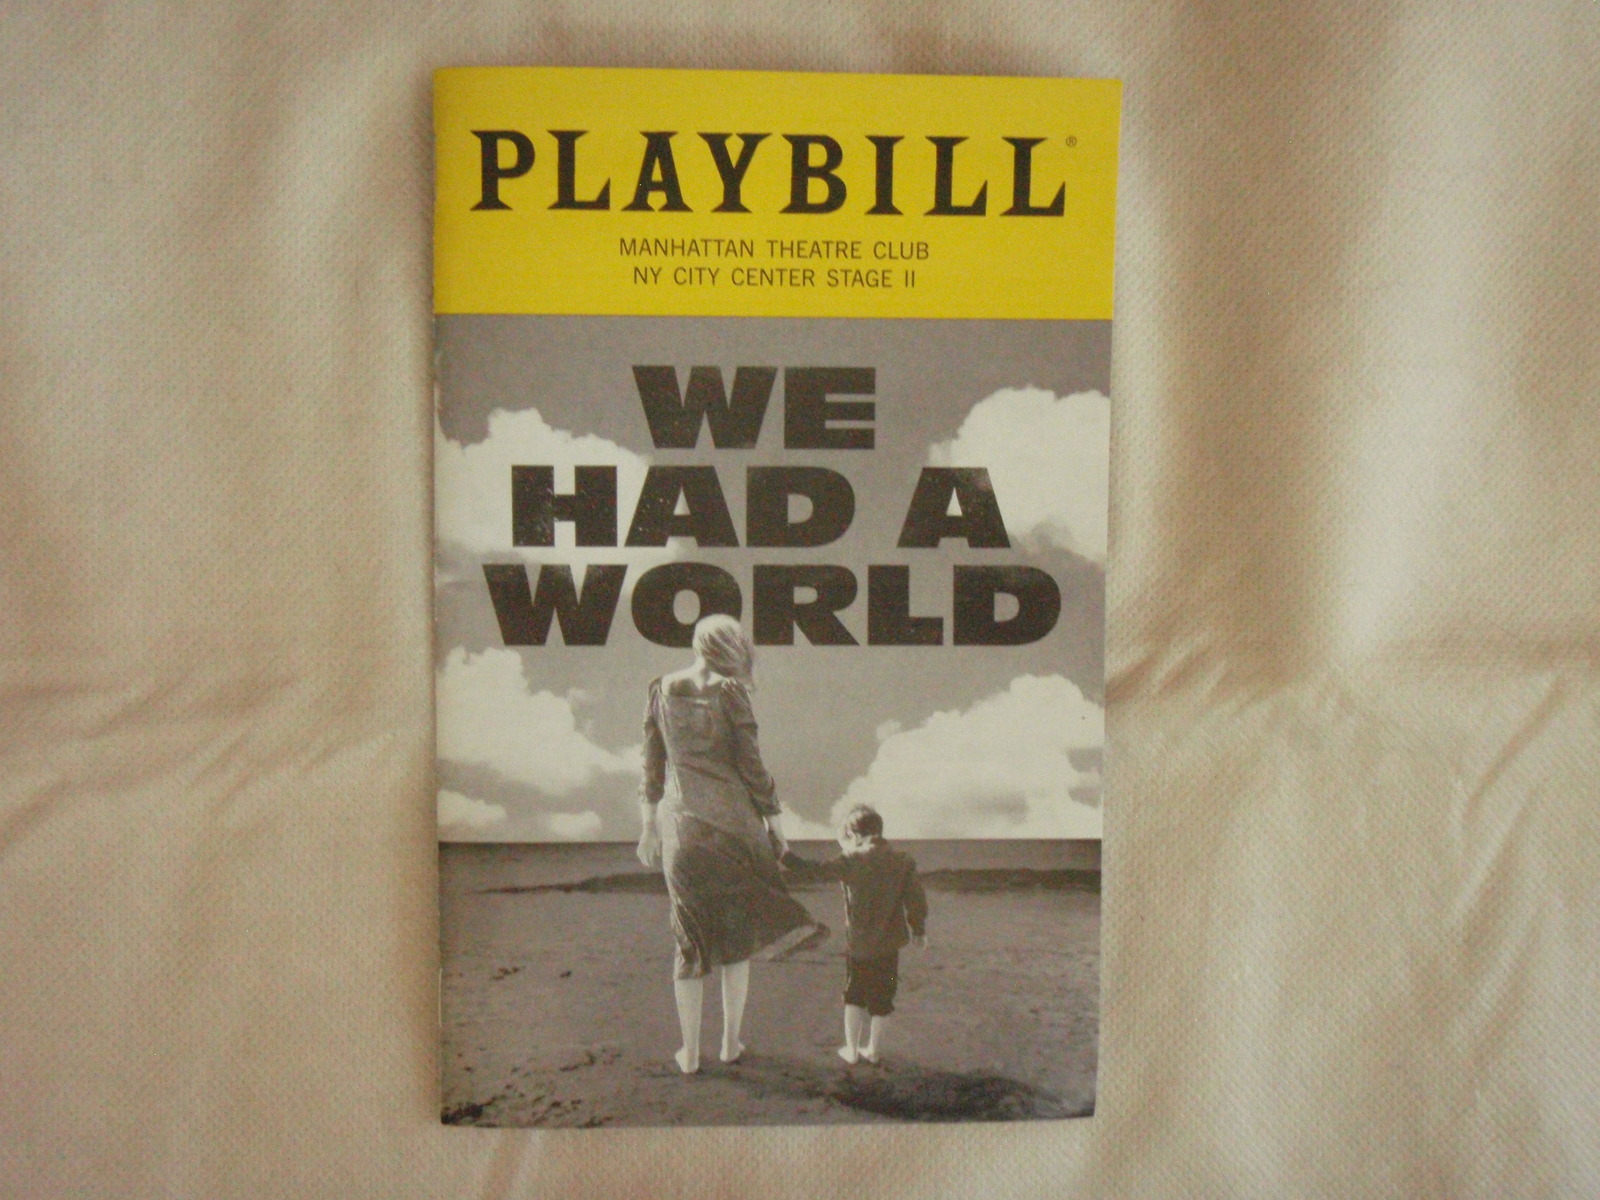 PLAYBILL®
MANHATTAN THEATRE CLUB
NY CITY CENTER STAGE II
WE
HAD A
WORLD